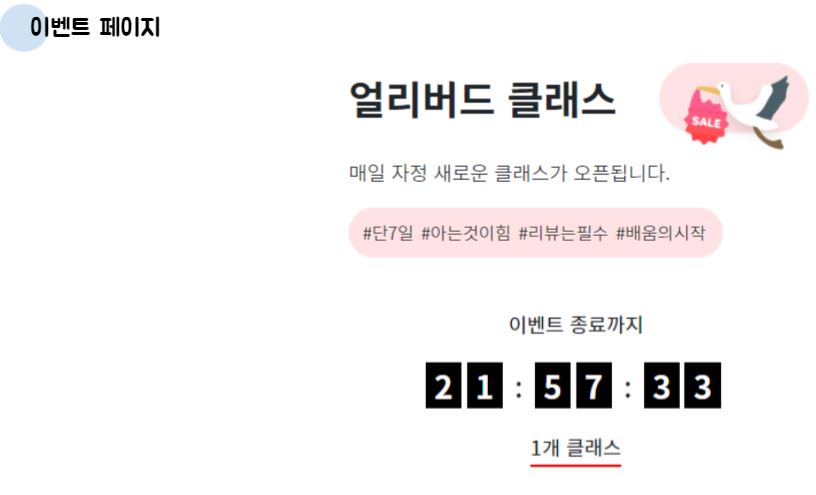 이벤트 페이지
얼리버드 클래스
SALE
매일 자정 새로운 클래스가 오픈됩니다.
#단7일 #아는것이힘 #리뷰는필수 #배움의시작
이벤트 종료까지
21 : 57 : 33
1개 클래스